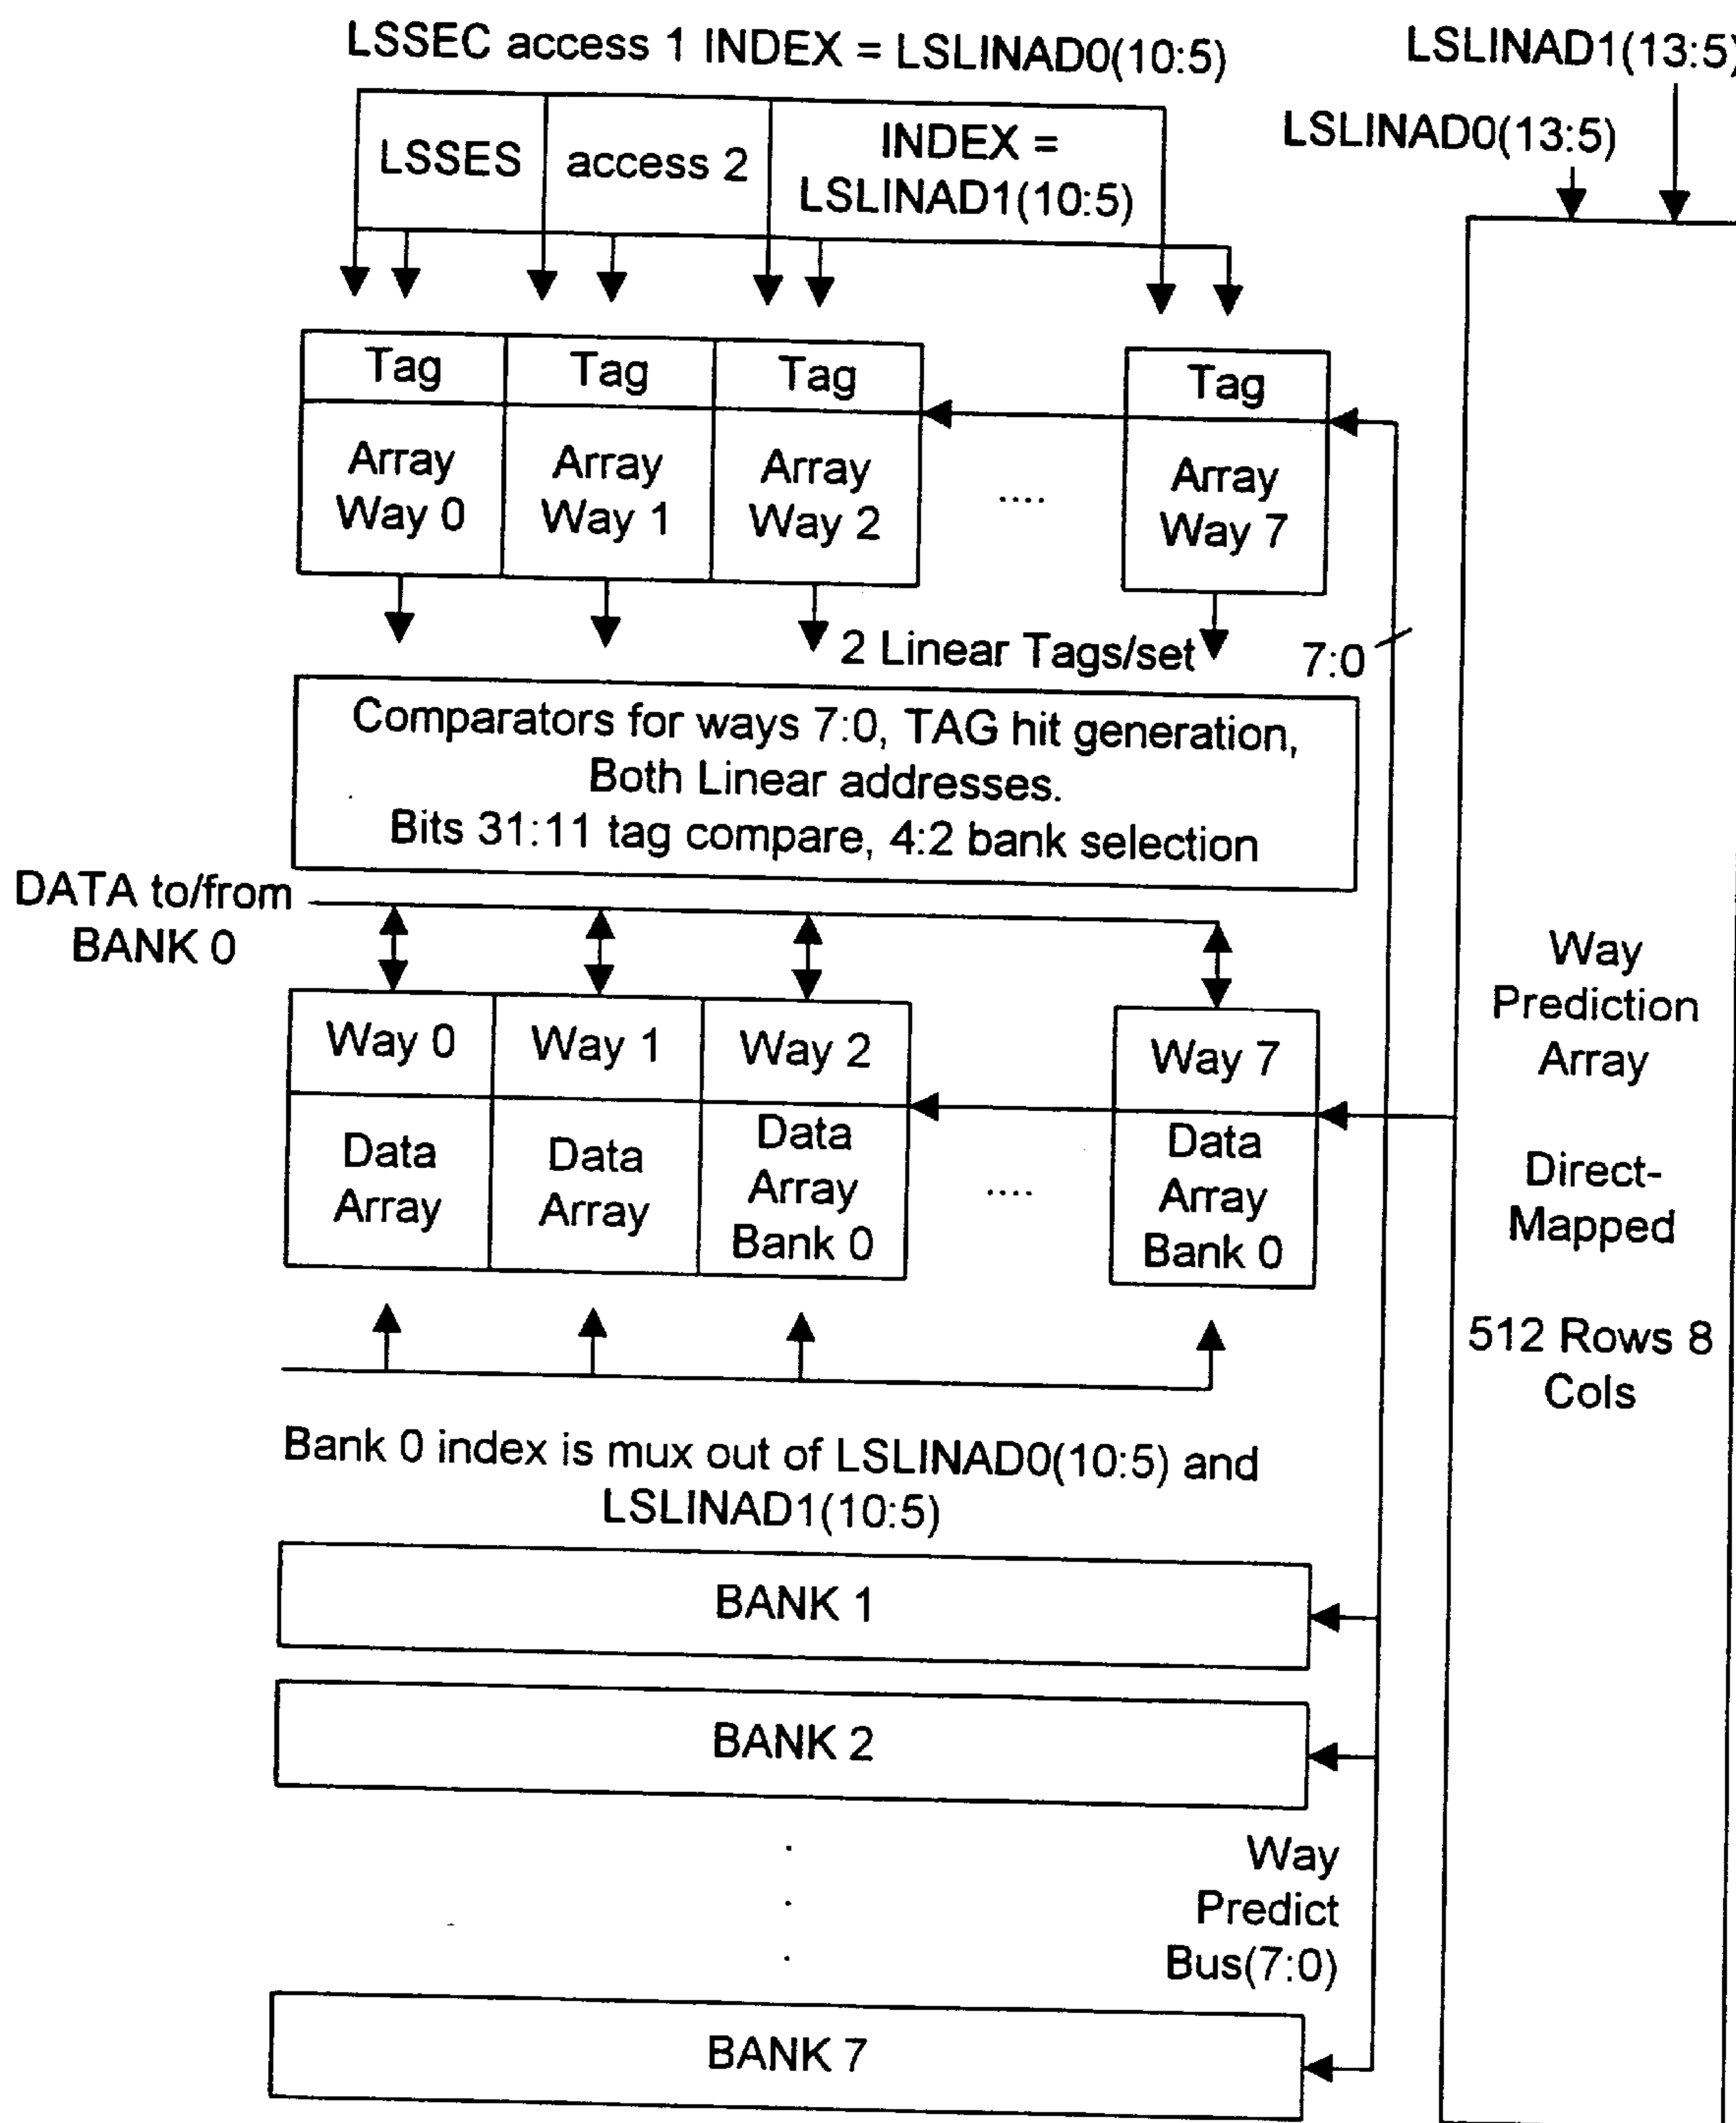 LSSEC access 1 INDEX = LSLINAD0(10:5)
LSLINAD1(13:5)
LSLINAD0(13:5)
LSSES
access 2
INDEX =
LSLINAD1(10:5)
Tag
Tag
Tag
Tag
Array
Way 0
Array
Way 1
Array
Way 2
....
Array
Way 7
2 Linear Tags/set
7:0
Comparators for ways 7:0, TAG hit generation,
Both Linear addresses.
Bits 31:11 tag compare, 4:2 bank selection
DATA to/from
BANK 0
Way 0
Way 1
Way 2
Way 7
Data
Array
Data
Array
Data
Array
Bank 0
....
Data
Array
Bank 0
Way
Prediction
Array
Direct-
Mapped
512 Rows 8
Cols
Bank 0 index is mux out of LSLINAD0(10:5) and
LSLINAD1(10:5)
BANK 1
BANK 2
Way
Predict
Bus(7:0)
BANK 7